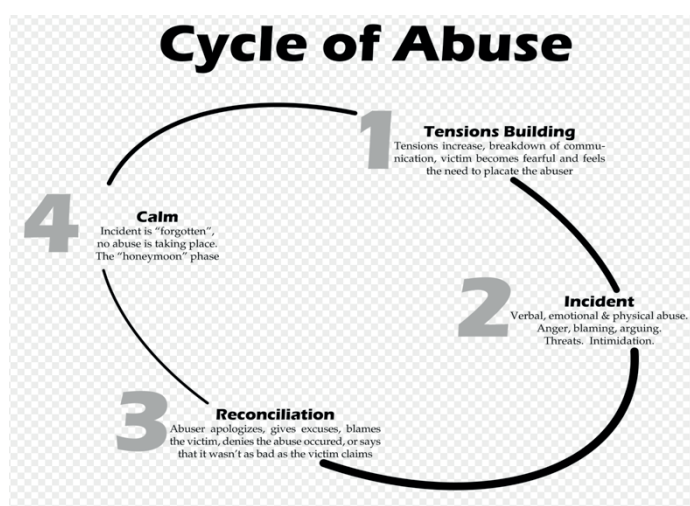 Cycle of Abuse
1
Tensions Building
Tensions increase, breakdown of commu-
nication, victim becomes fearful and feels
the need to placate the abuser
2
Incident
Verbal, emotional & physical abuse.
Anger, blaming, arguing.
Threats. Intimidation.
3
Reconciliation
Abuser apologizes, gives excuses, blames
the victim, denies the abuse occured, or says
that it wasn't as bad as the victim claims
4
Calm
Incident is "forgotten",
no abuse is taking place.
The "honeymoon" phase